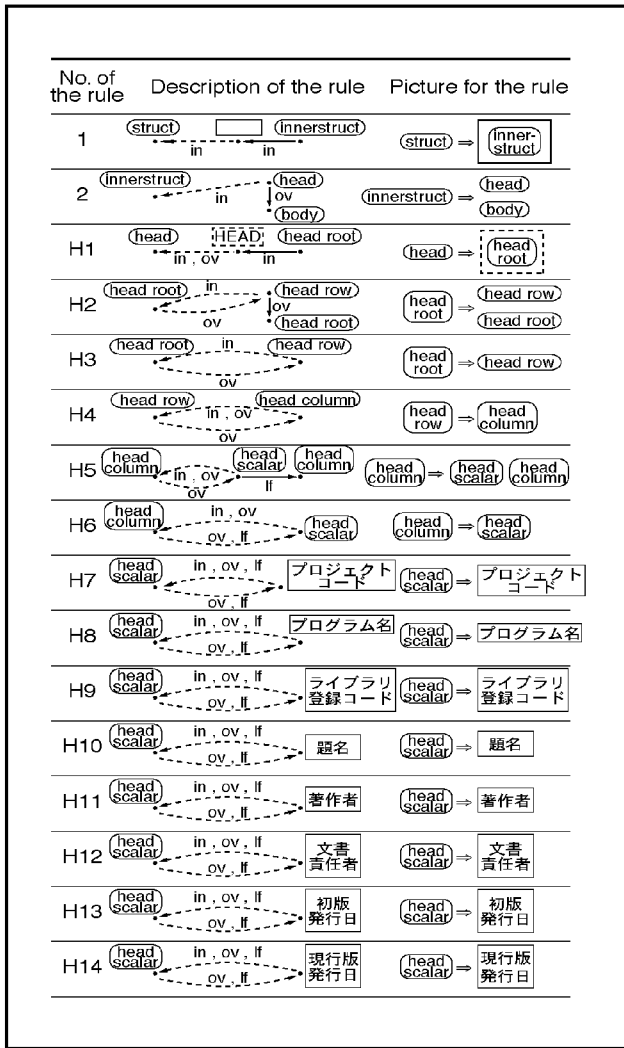 No. of the rule Description of the rule Picture for the rule
1 struct innerstruct in in struct ⇒ inner-struct
2 innerstruct in head ov body innerstruct ⇒ head body
H1 head HEAD head root in , ov in head ⇒ head root
H2 head root in head row ov ov head root head root ⇒ head row head root
H3 head root in head row ov head root ⇒ head row
H4 head row in , ov head column ov head row ⇒ head column
H5 head column in , ov ov head scalar lf head column head column ⇒ head scalar head column
H6 head column in , ov ov , lf head scalar head column ⇒ head scalar
H7 head scalar in , ov , lf ov , lf プロジェクトコード head scalar ⇒ プロジェクトコード
H8 head scalar in , ov , lf ov , lf プログラム名 head scalar ⇒ プログラム名
H9 head scalar in , ov , lf ov , lf ライブラリ登録コード head scalar ⇒ ライブラリ登録コード
H10 head scalar in , ov , lf ov , lf 題名 head scalar ⇒ 題名
H11 head scalar in , ov , lf ov , lf 著作者 head scalar ⇒ 著作者
H12 head scalar in , ov , lf ov , lf 文書責任者 head scalar ⇒ 文書責任者
H13 head scalar in , ov , lf ov , lf 初版発行日 head scalar ⇒ 初版発行日
H14 head scalar in , ov , lf ov , lf 現行版発行日 head scalar ⇒ 現行版発行日